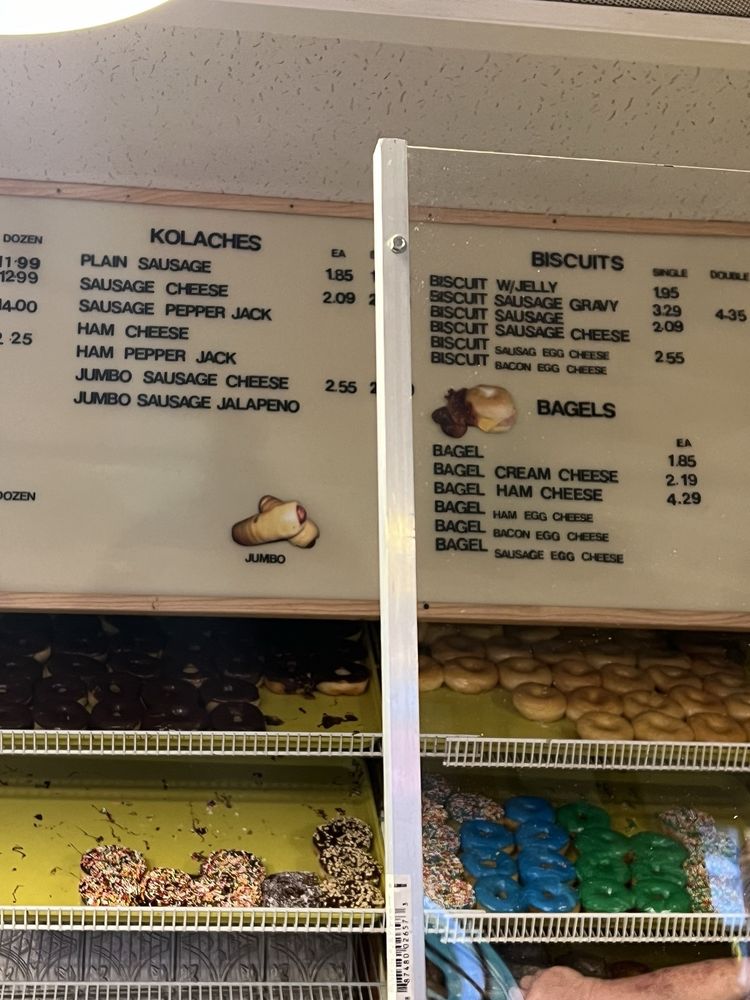 DOZEN
11.99
12.99
14.00
2.25
DOZEN
KOLACHES
EA
PLAIN SAUSAGE 1.85
SAUSAGE CHEESE 2.09
SAUSAGE PEPPER JACK
HAM CHEESE
HAM PEPPER JACK
JUMBO SAUSAGE CHEESE 2.55
JUMBO SAUSAGE JALAPENO
JUMBO
BISCUITS
SINGLE DOUBLE
BISCUIT W/JELLY 1.95
BISCUIT SAUSAGE GRAVY 3.29 4.35
BISCUIT SAUSAGE 2.09
BISCUIT SAUSAGE CHEESE
BISCUIT SAUSAG EGG CHEESE 2.55
BISCUIT BACON EGG CHEESE
BAGELS
EA
BAGEL 1.85
BAGEL CREAM CHEESE 2.19
BAGEL HAM CHEESE 4.29
BAGEL HAM EGG CHEESE
BAGEL BACON EGG CHEESE
BAGEL SAUSAGE EGG CHEESE